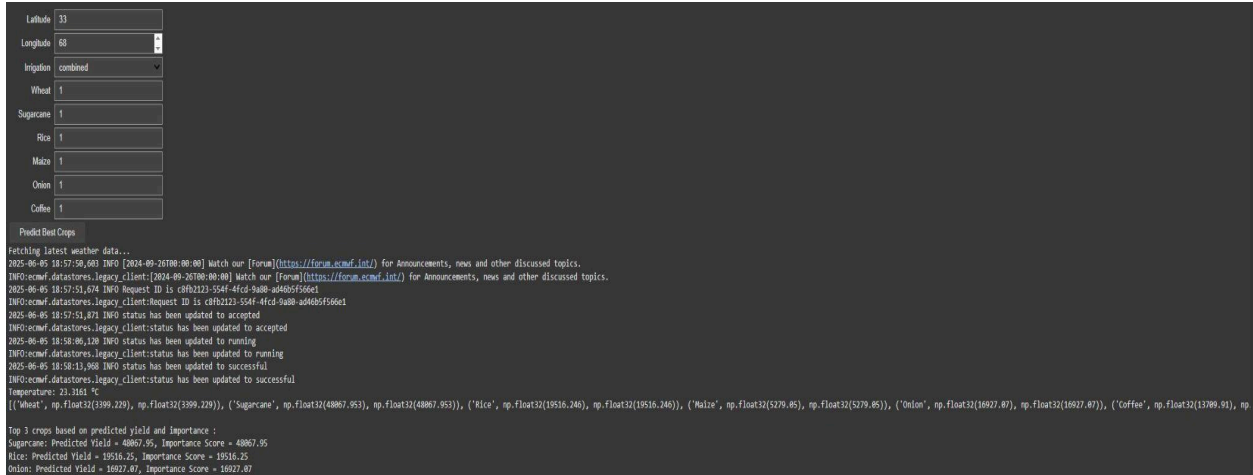 Latitude 33
Longitude 68
Irrigation combined
Wheat 1
Sugarcane 1
Rice 1
Maize 1
Onion 1
Coffee 1
Predict Best Crops
Fetching latest weather data...
2025-06-05 18:57:50,603 INFO [2024-09-26T00:00:00] Watch our [Forum](https://forum.ecmwf.int/) for Announcements, news and other discussed topics.
INFO:ecmwf.datastores.legacy_client:[2024-09-26T00:00:00] Watch our [Forum](https://forum.ecmwf.int/) for Announcements, news and other discussed topics.
2025-06-05 18:57:51,674 INFO Request ID is c8fb2123-554f-4fcd-9a80-ad46b5f566e1
INFO:ecmwf.datastores.legacy_client:Request ID is c8fb2123-554f-4fcd-9a80-ad46b5f566e1
2025-06-05 18:57:51,871 INFO status has been updated to accepted
INFO:ecmwf.datastores.legacy_client:status has been updated to accepted
2025-06-05 18:58:06,120 INFO status has been updated to running
INFO:ecmwf.datastores.legacy_client:status has been updated to running
2025-06-05 18:58:13,968 INFO status has been updated to successful
INFO:ecmwf.datastores.legacy_client:status has been updated to successful
Temperature: 23.3161 °C
[('Wheat', np.float32(3399.229), np.float32(3399.229)), ('Sugarcane', np.float32(48067.953), np.float32(48067.953)), ('Rice', np.float32(19516.246), np.float32(19516.246)), ('Maize', np.float32(5279.05), np.float32(5279.05)), ('Onion', np.float32(16927.07), np.float32(16927.07)), ('Coffee', np.float32(13709.91), np.
Top 3 crops based on predicted yield and importance :
Sugarcane: Predicted Yield = 48067.95, Importance Score = 48067.95
Rice: Predicted Yield = 19516.25, Importance Score = 19516.25
Onion: Predicted Yield = 16927.07, Importance Score = 16927.07